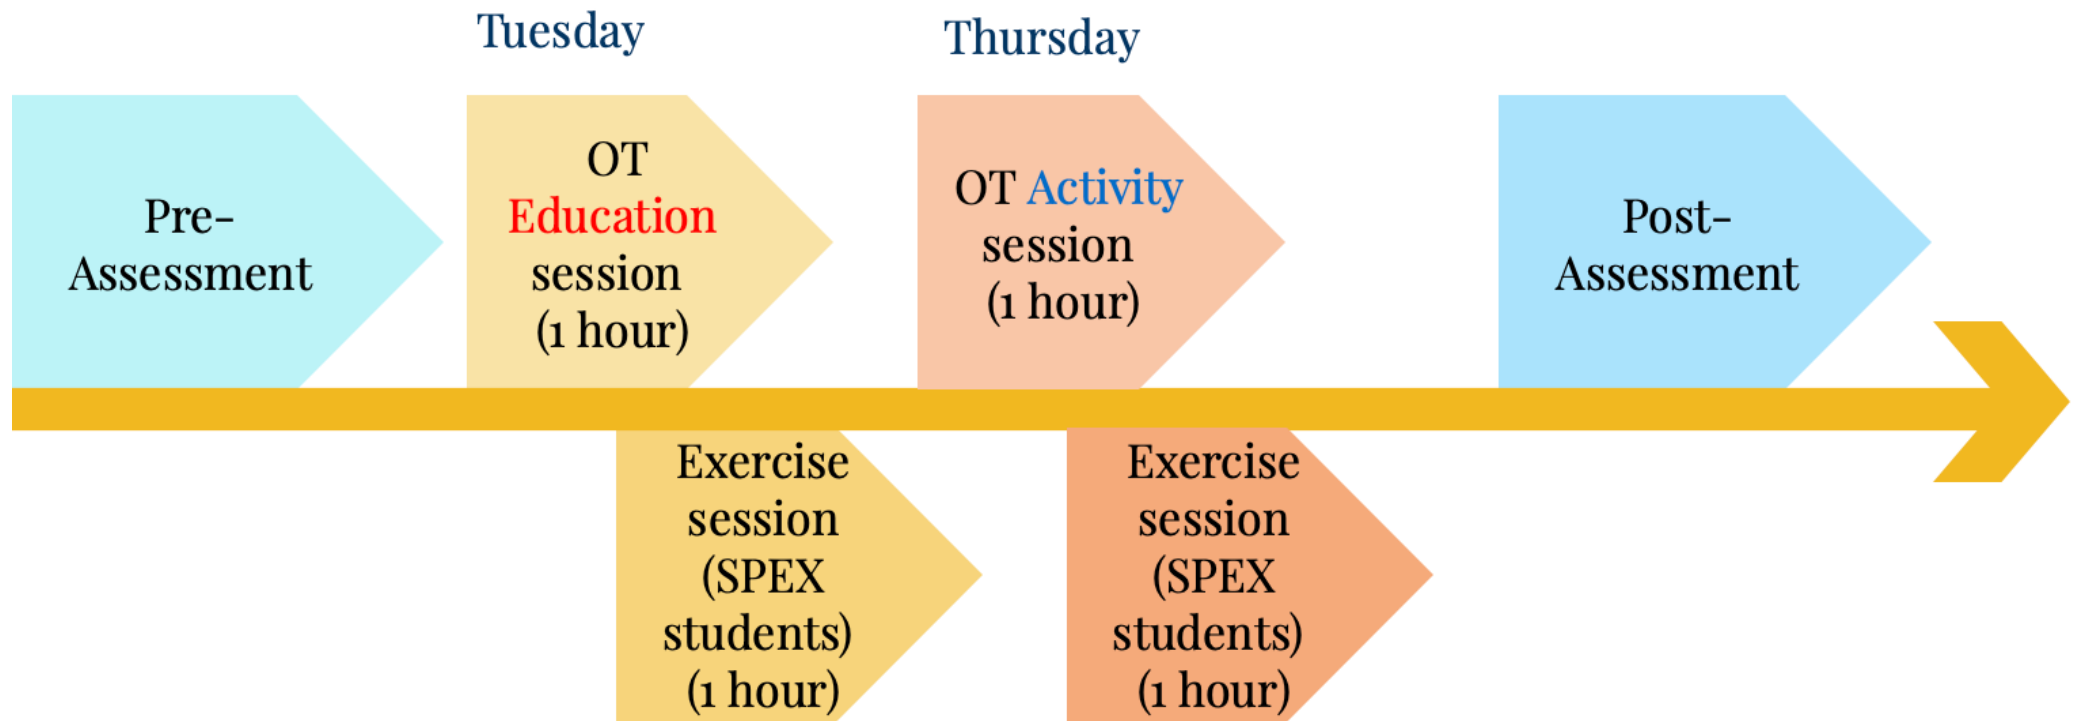 Tuesday
Thursday
Pre-
Assessment
OT
Education
session
(1 hour)
OT Activity
session
(1 hour)
Post-
Assessment
Exercise
session
(SPEX
students)
(1 hour)
Exercise
session
(SPEX
students)
(1 hour)